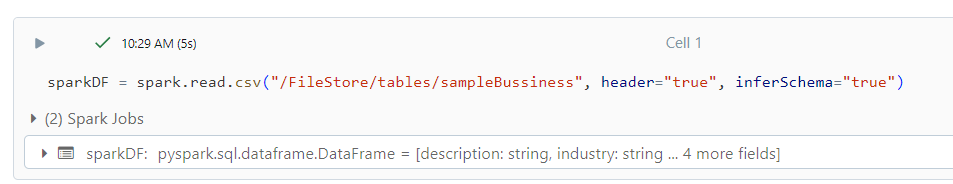 10:29 AM (5s) Cell 1
sparkDF = spark.read.csv("/FileStore/tables/sampleBussiness", header="true", inferSchema="true")
(2) Spark Jobs
sparkDF: pyspark.sql.dataframe.DataFrame = [description: string, industry: string ... 4 more fields]